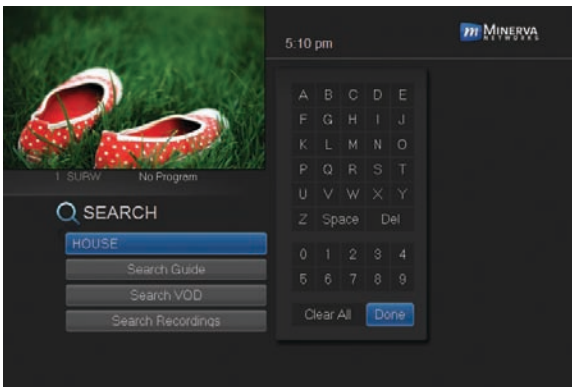 5:10 pm
m MINERVA
NETWORKS
1 SURW No Program
SEARCH
HOUSE
Search Guide
Search VOD
Search Recordings
A B C D E
F G H I J
K L M N O
P Q R S T
U V W X Y
Z Space Del
0 1 2 3 4
5 6 7 8 9
Clear All Done